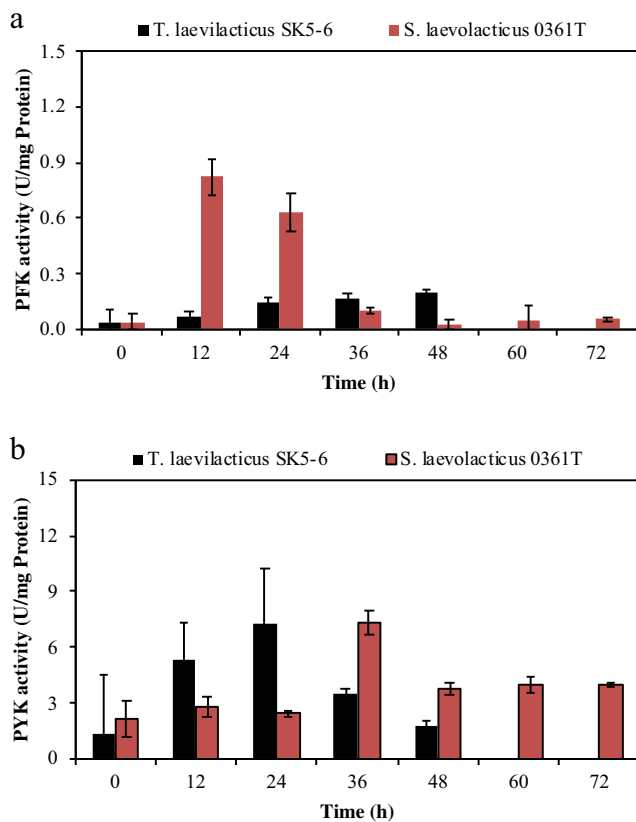 a
T. laevilacticus SK5-6 S. laevolacticus 0361T
1.5
1.2
0.9
0.6
0.3
0.0
PFK activity (U/mg Protein)
0 12 24 36 48 60 72
Time (h)
b
T. laevilacticus SK5-6 S. laevolacticus 0361T
15
12
9
6
3
0
PYK activity (U/mg Protein)
0 12 24 36 48 60 72
Time (h)